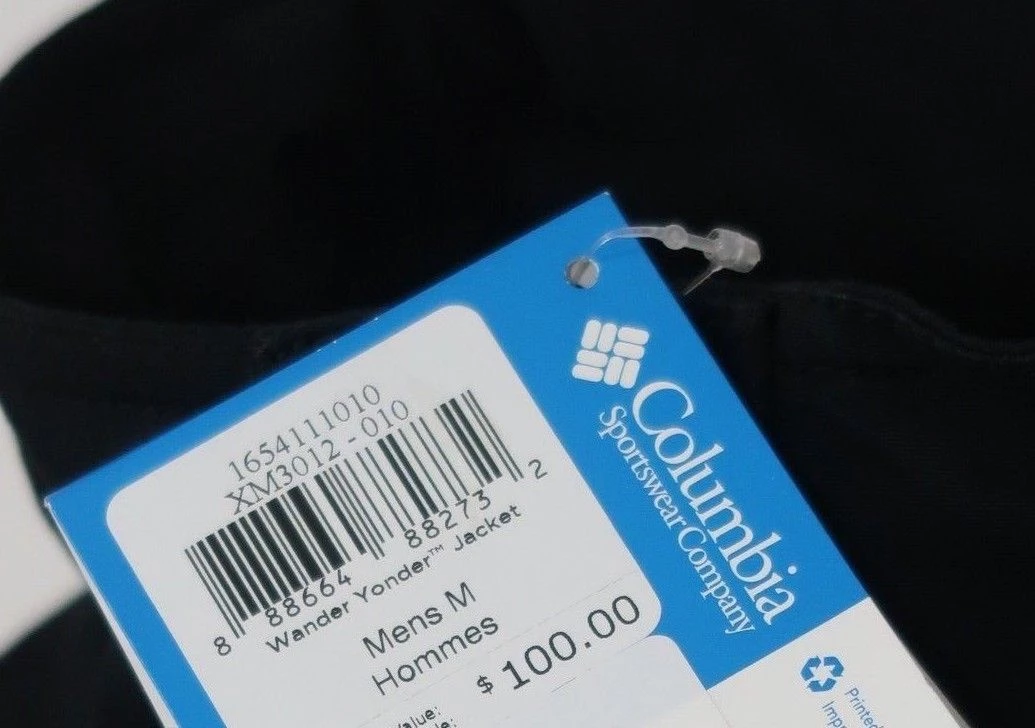 1654111010
XM3012 - 010
8 88664 88273 2
Wander Yonder™ Jacket
Mens M
Hommes
$ 100.00
Columbia
Sportswear Company